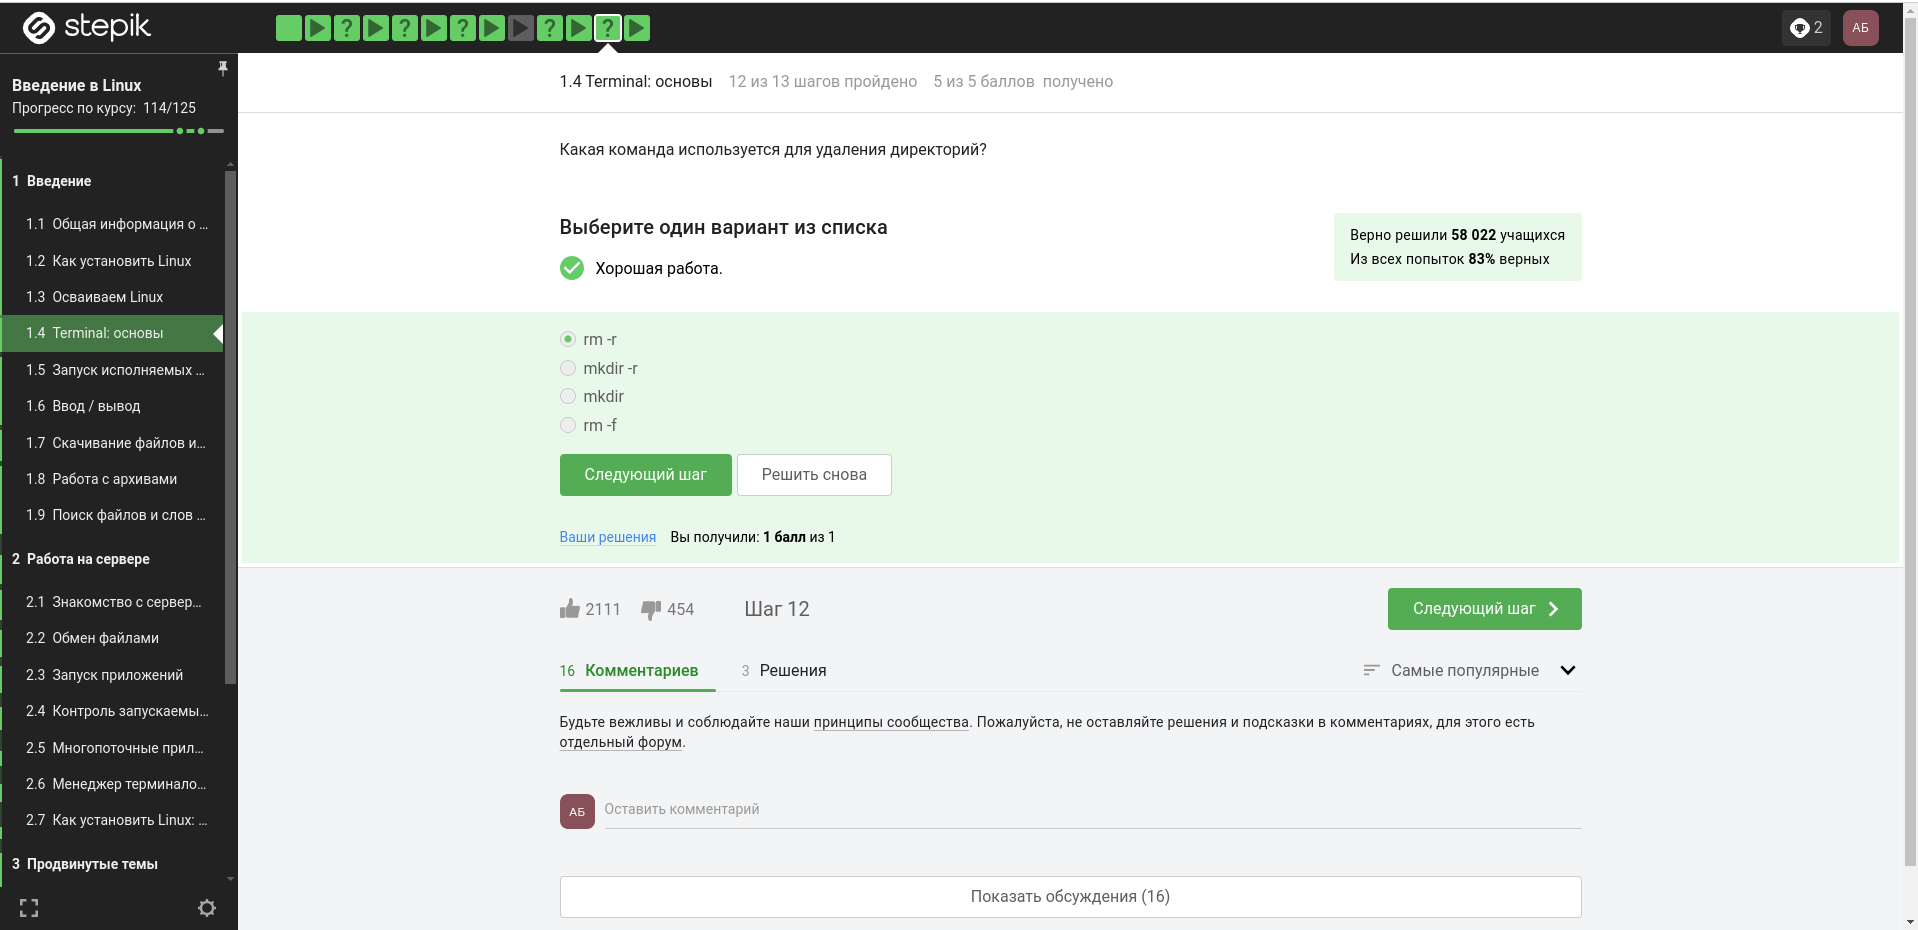 stepik
? ? ? ? ?
2
АБ
Введение в Linux
Прогресс по курсу: 114/125
1 Введение
1.1 Общая информация о ...
1.2 Как установить Linux
1.3 Осваиваем Linux
1.4 Terminal: основы
1.5 Запуск исполняемых ...
1.6 Ввод / вывод
1.7 Скачивание файлов и...
1.8 Работа с архивами
1.9 Поиск файлов и слов ...
2 Работа на сервере
2.1 Знакомство с сервер...
2.2 Обмен файлами
2.3 Запуск приложений
2.4 Контроль запускаемы...
2.5 Многопоточные прил...
2.6 Менеджер терминало...
2.7 Как установить Linux: ...
3 Продвинутые темы
1.4 Terminal: основы 12 из 13 шагов пройдено 5 из 5 баллов получено
Какая команда используется для удаления директорий?
Выберите один вариант из списка
Хорошая работа.
Верно решили 58 022 учащихся
Из всех попыток 83% верных
rm -r
mkdir -r
mkdir
rm -f
Следующий шаг Решить снова
Ваши решения Вы получили: 1 балл из 1
2111 454 Шаг 12 Следующий шаг
16 Комментариев 3 Решения Самые популярные
Будьте вежливы и соблюдайте наши принципы сообщества. Пожалуйста, не оставляйте решения и подсказки в комментариях, для этого есть
отдельный форум.
АБ Оставить комментарий
Показать обсуждения (16)